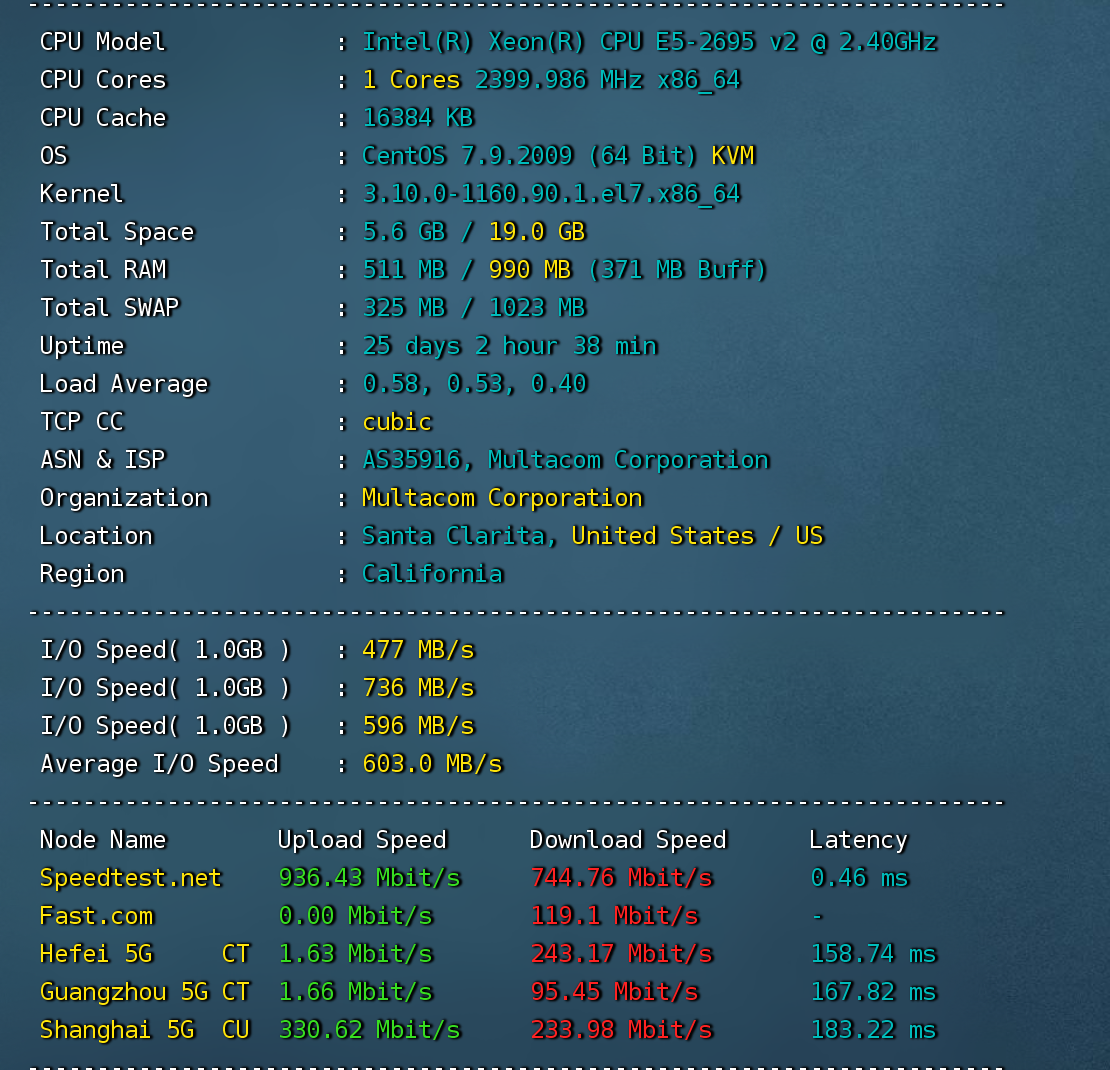 ----------------------------------------------------------------------
CPU Model            : Intel(R) Xeon(R) CPU E5-2695 v2 @ 2.40GHz
CPU Cores            : 1 Cores 2399.986 MHz x86_64
CPU Cache            : 16384 KB
OS                   : CentOS 7.9.2009 (64 Bit) KVM
Kernel               : 3.10.0-1160.90.1.el7.x86_64
Total Space          : 5.6 GB / 19.0 GB
Total RAM            : 511 MB / 990 MB (371 MB Buff)
Total SWAP           : 325 MB / 1023 MB
Uptime               : 25 days 2 hour 38 min
Load Average         : 0.58, 0.53, 0.40
TCP CC               : cubic
ASN & ISP            : AS35916, Multacom Corporation
Organization         : Multacom Corporation
Location             : Santa Clarita, United States / US
Region               : California
----------------------------------------------------------------------
I/O Speed( 1.0GB )   : 477 MB/s
I/O Speed( 1.0GB )   : 736 MB/s
I/O Speed( 1.0GB )   : 596 MB/s
Average I/O Speed    : 603.0 MB/s
----------------------------------------------------------------------
Node Name        Upload Speed      Download Speed      Latency
Speedtest.net    936.43 Mbit/s     744.76 Mbit/s       0.46 ms
Fast.com         0.00 Mbit/s       119.1 Mbit/s        -
Hefei 5G     CT  1.63 Mbit/s       243.17 Mbit/s       158.74 ms
Guangzhou 5G CT  1.66 Mbit/s       95.45 Mbit/s        167.82 ms
Shanghai 5G  CU  330.62 Mbit/s     233.98 Mbit/s       183.22 ms
----------------------------------------------------------------------